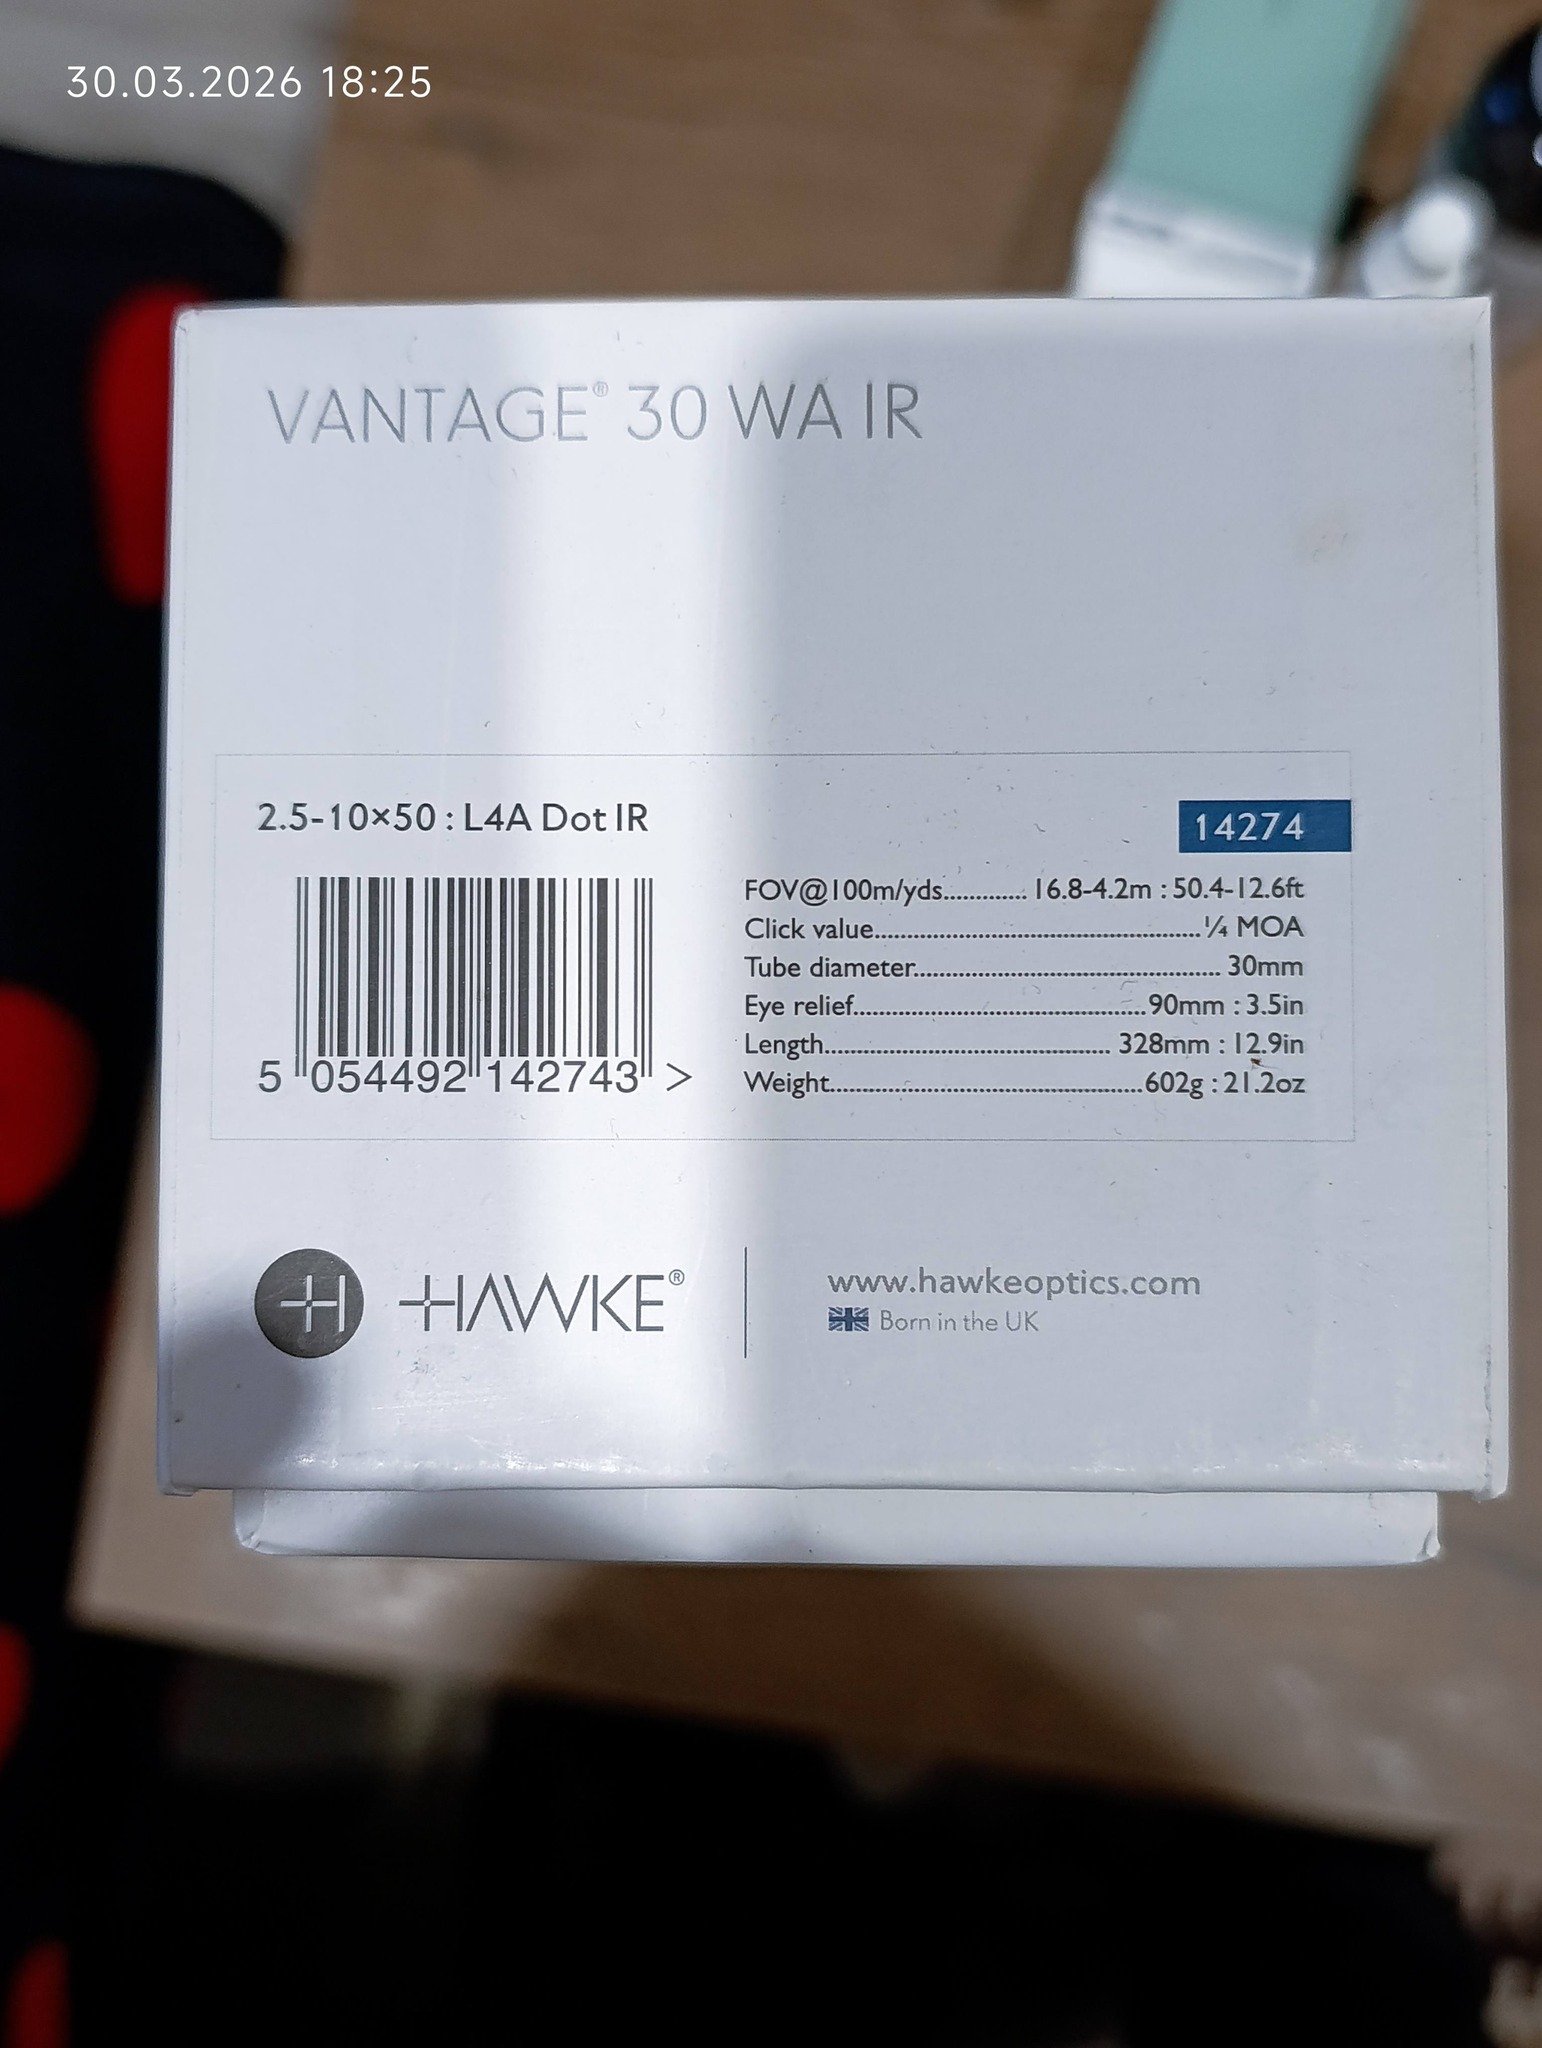 30.03.2026 18:25
VANTAGE® 30 WA IR
2.5-10×50 : L4A Dot IR
14274
FOV@100m/yds............. 16.8-4.2m : 50.4-12.6ft
Click value.................................................. ¼ MOA
Tube diameter............................................... 30mm
Eye relief.............................................90mm : 3.5in
Length............................................ 328mm : 12.9in
Weight................................................602g : 21.2oz
5 054492 142743 >
H HAWKE®
www.hawkeoptics.com
Born in the UK